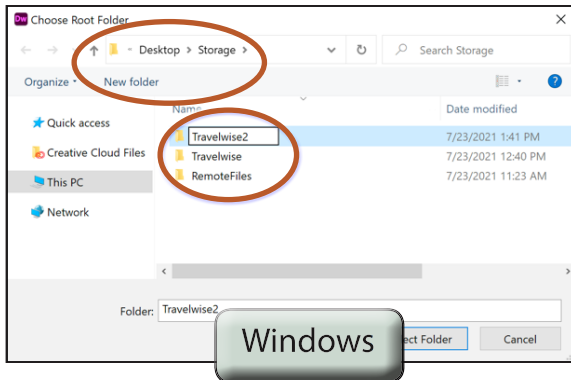 Dw Choose Root Folder
Desktop > Storage >
Search Storage
Organize
New folder
Name
Date modified
Quick access
Creative Cloud Files
This PC
Network
Travelwise2 7/23/2021 1:41 PM
Travelwise 7/23/2021 12:40 PM
RemoteFiles 7/23/2021 11:23 AM
Folder: Travelwise2
Windows
ect Folder
Cancel